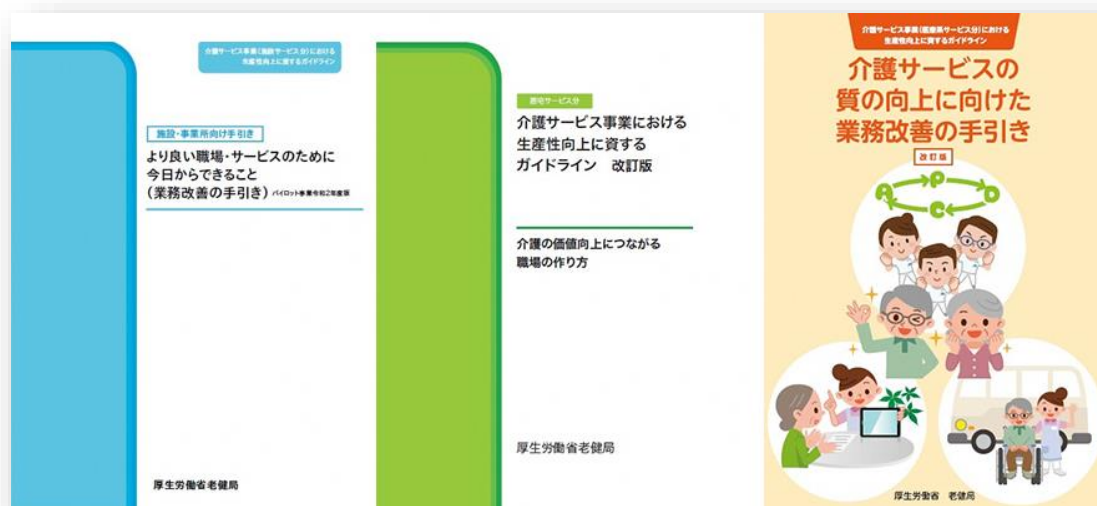 介護サービス事業（施設サービス分）における
生産性向上に資するガイドライン
施設・事業所向け手引き
より良い職場・サービスのために
今日からできること
（業務改善の手引き） パイロット事業令和2年度版
厚生労働省老健局
居宅サービス分
介護サービス事業における
生産性向上に資する
ガイドライン 改訂版
介護の価値向上につながる
職場の作り方
厚生労働省老健局
介護サービス事業（医療系サービス分）における
生産性向上に資するガイドライン
介護サービスの
質の向上に向けた
業務改善の手引き
改訂版
A P D C
厚生労働省 老健局